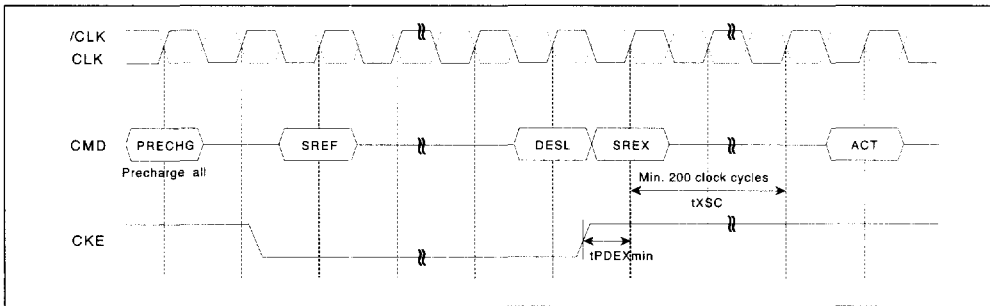 /CLK
CLK
CMD
PRECHG
SREF
DESL
SREX
ACT
Precharge all
Min. 200 clock cycles
tXSC
CKE
tPDEXmin